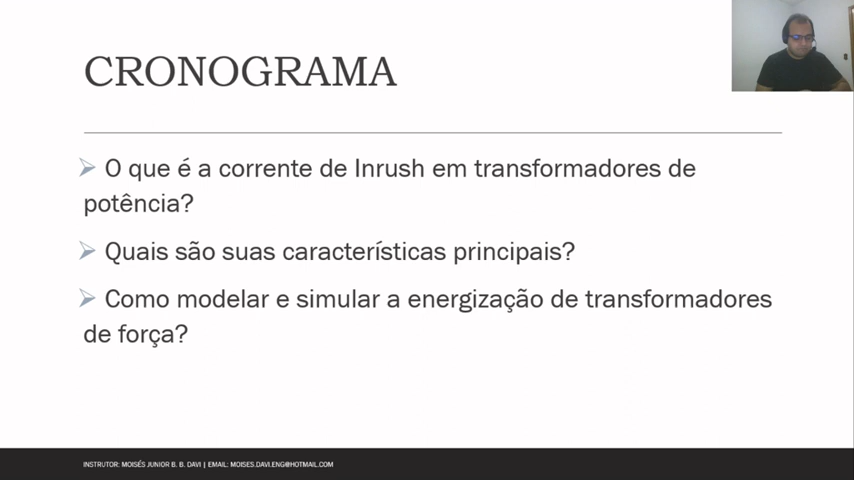 CRONOGRAMA
O que é a corrente de Inrush em transformadores de
potência?
Quais são suas características principais?
Como modelar e simular a energização de transformadores
de força?
INSTRUTOR: MOISÉS JUNIOR B. B. DAVI | EMAIL: MOISES.DAVI.ENG@HOTMAIL.COM